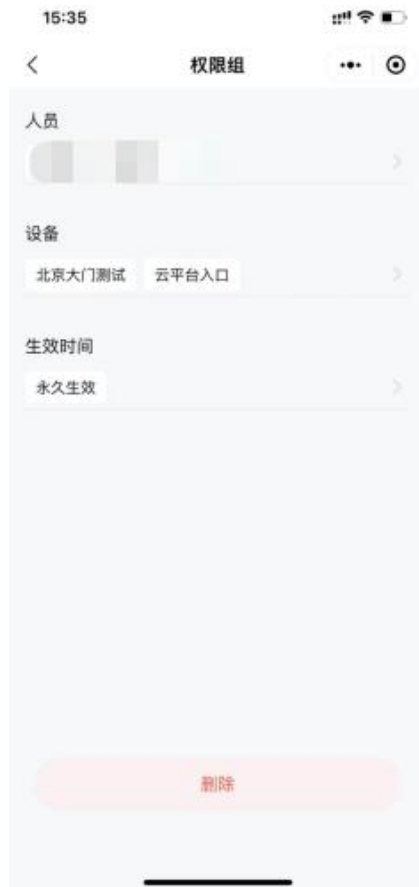 15:35
权限组
人员
设备
北京大门测试 云平台入口
生效时间
永久生效
删除